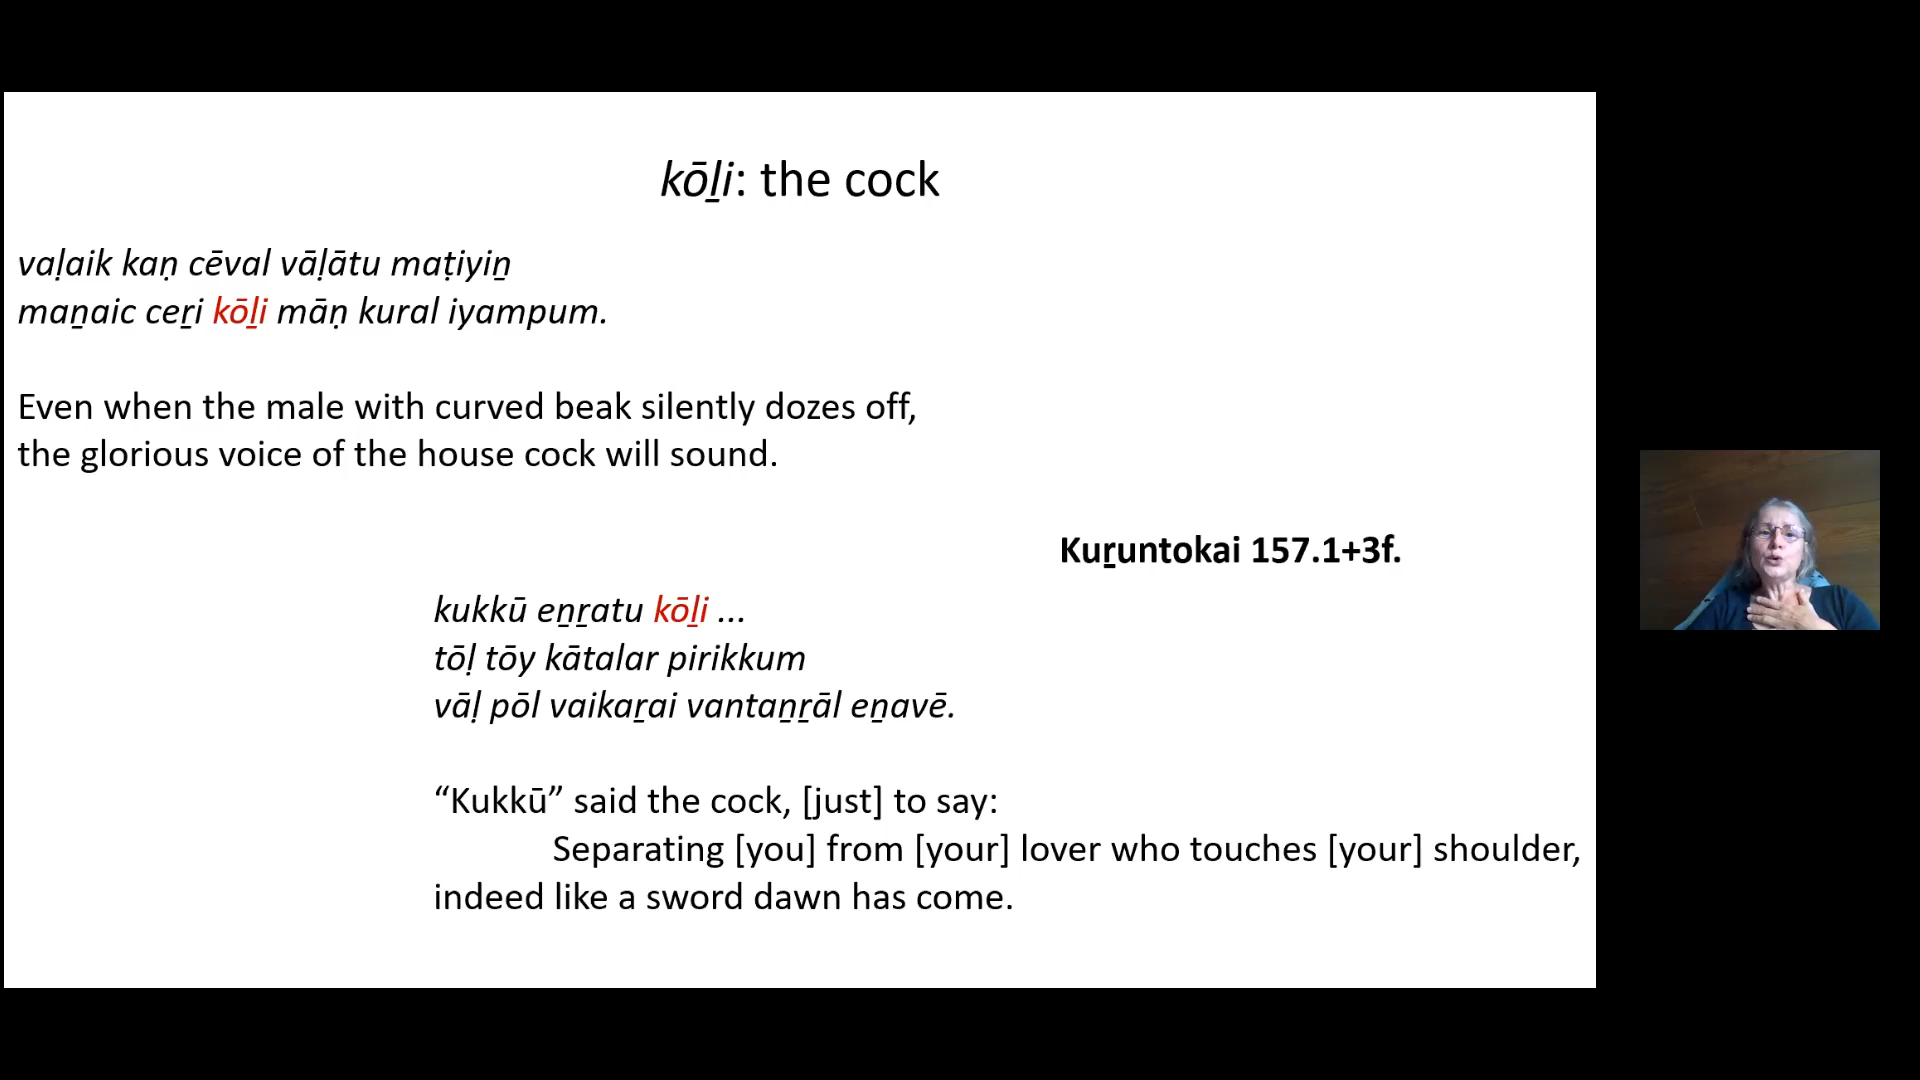 kōḻi: the cock
vaḷaik kaṇ cēval vāḷātu maṭiyiṉ
maṉaic ceṟi kōḻi māṇ kural iyampum.
Even when the male with curved beak silently dozes off,
the glorious voice of the house cock will sound.
Kuṟuntokai 157.1+3f.
kukkū eṉṟatu kōḻi ...
tōḷ tōy kātalar pirikkum
vāḷ pōl vaikaṟai vantaṉṟāl eṉavē.
“Kukkū” said the cock, [just] to say:
Separating [you] from [your] lover who touches [your] shoulder,
indeed like a sword dawn has come.